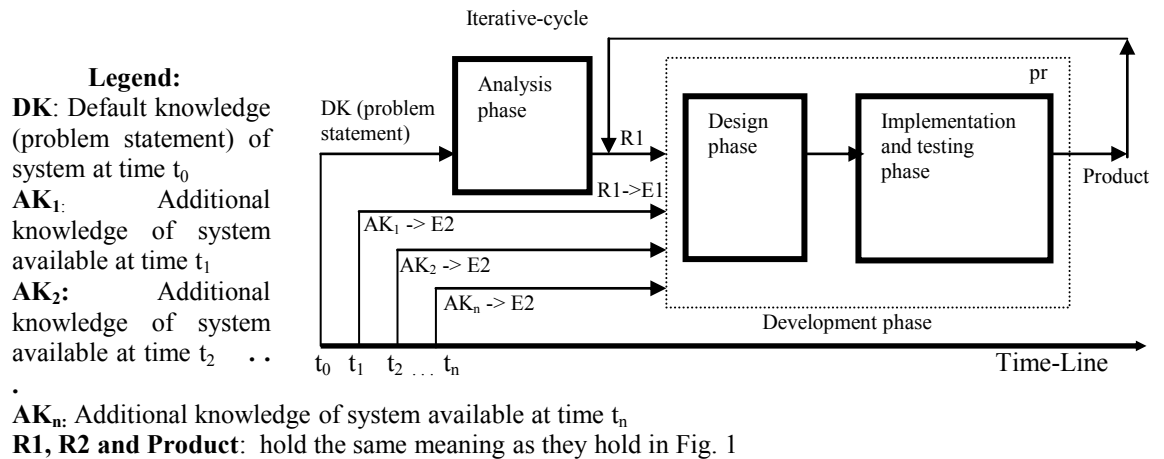 Iterative-cycle
Legend:
DK: Default knowledge
(problem statement) of
system at time t₀
AK₁: Additional
knowledge of system
available at time t₁
AK₂: Additional
knowledge of system
available at time t₂ . .
.
AKₙ: Additional knowledge of system available at time tₙ
R1, R2 and Product: hold the same meaning as they hold in Fig. 1
DK (problem
statement)
Analysis
phase
R1
R1->E1
AK₁ -> E2
AK₂ -> E2
AKₙ -> E2
pr
Design
phase
Implementation
and testing
phase
Product
Development phase
t₀ t₁ t₂ ... tₙ
Time-Line